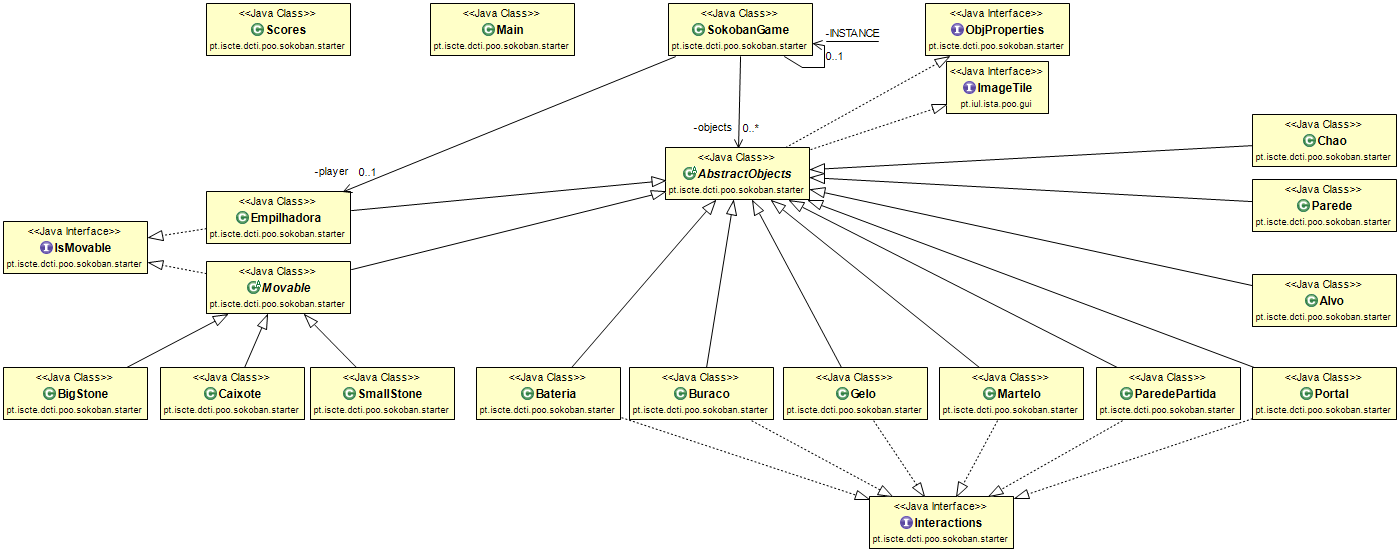 <<Java Class>>
Scores
pt.iscte.dcti.poo.sokoban.starter
<<Java Class>>
Main
pt.iscte.dcti.poo.sokoban.starter
<<Java Class>>
SokobanGame
pt.iscte.dcti.poo.sokoban.starter
-INSTANCE
0..1
<<Java Interface>>
ObjProperties
pt.iscte.dcti.poo.sokoban.starter
<<Java Interface>>
ImageTile
pt.iul.ista.poo.gui
-objects 0..*
<<Java Class>>
Chao
pt.iscte.dcti.poo.sokoban.starter
<<Java Class>>
AbstractObjects
pt.iscte.dcti.poo.sokoban.starter
-player 0..1
<<Java Class>>
Parede
pt.iscte.dcti.poo.sokoban.starter
<<Java Class>>
Empilhadora
pt.iscte.dcti.poo.sokoban.starter
<<Java Interface>>
IsMovable
pt.iscte.dcti.poo.sokoban.starter
<<Java Class>>
Movable
pt.iscte.dcti.poo.sokoban.starter
<<Java Class>>
Alvo
pt.iscte.dcti.poo.sokoban.starter
<<Java Class>>
BigStone
pt.iscte.dcti.poo.sokoban.starter
<<Java Class>>
Caixote
pt.iscte.dcti.poo.sokoban.starter
<<Java Class>>
SmallStone
pt.iscte.dcti.poo.sokoban.starter
<<Java Class>>
Bateria
pt.iscte.dcti.poo.sokoban.starter
<<Java Class>>
Buraco
pt.iscte.dcti.poo.sokoban.starter
<<Java Class>>
Gelo
pt.iscte.dcti.poo.sokoban.starter
<<Java Class>>
Martelo
pt.iscte.dcti.poo.sokoban.starter
<<Java Class>>
ParedePartida
pt.iscte.dcti.poo.sokoban.starter
<<Java Class>>
Portal
pt.iscte.dcti.poo.sokoban.starter
<<Java Interface>>
Interactions
pt.iscte.dcti.poo.sokoban.starter